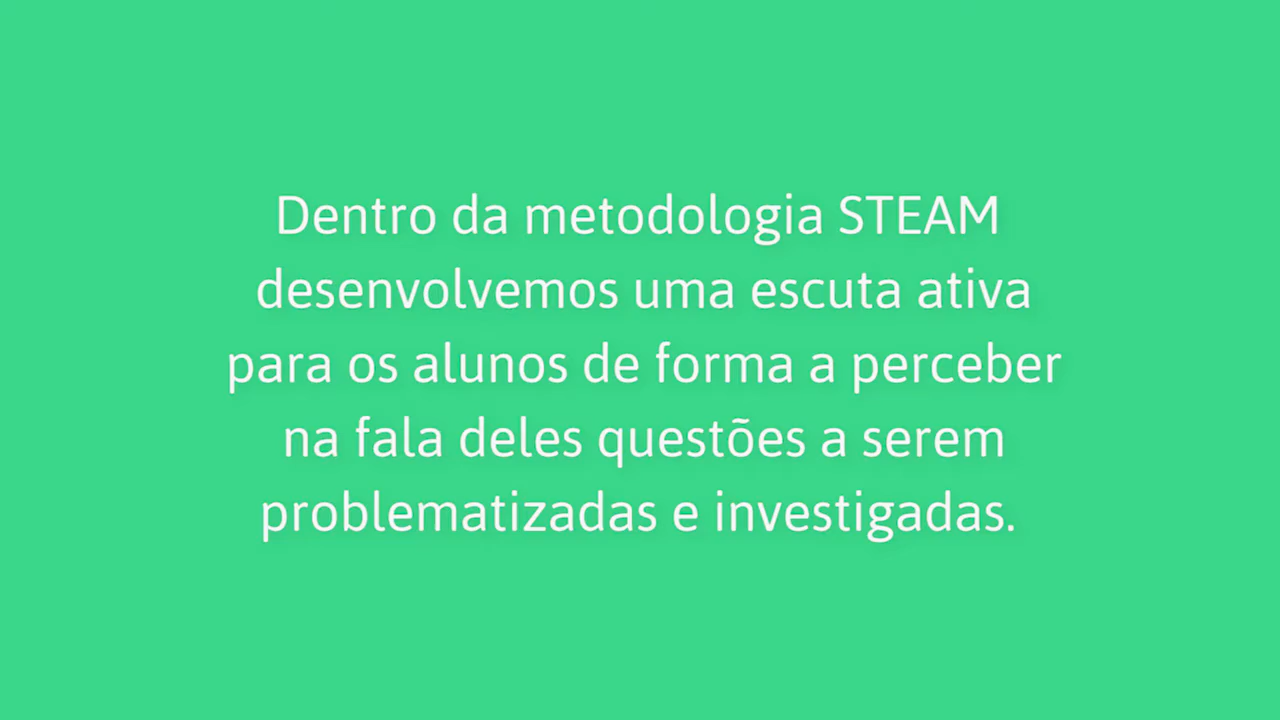 Dentro da metodologia STEAM
desenvolvemos uma escuta ativa
para os alunos de forma a perceber
na fala deles questões a serem
problematizadas e investigadas.